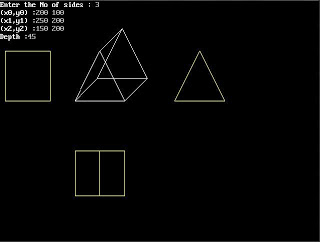 Enter the No of sides : 3
(x0,y0) :200 100
(x1,y1) :250 200
(x2,y2) :150 200
Depth :45